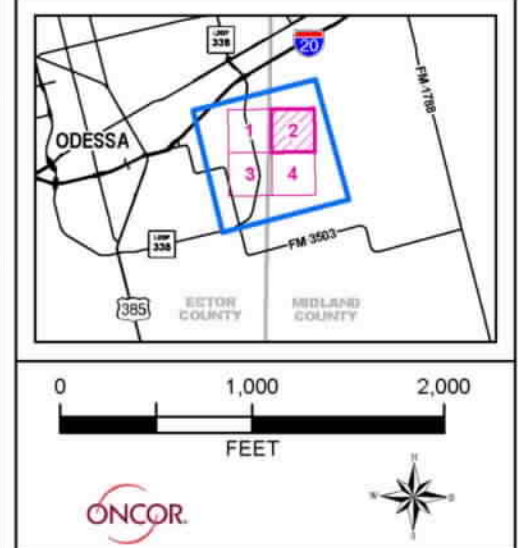 LOOP
338
20
FM 1788
ODESSA
1
2
3
4
LOOP
338
FM 3503
385
ECTOR
COUNTY
MIDLAND
COUNTY
0
1,000
2,000
FEET
ONCOR
N
W
E
S